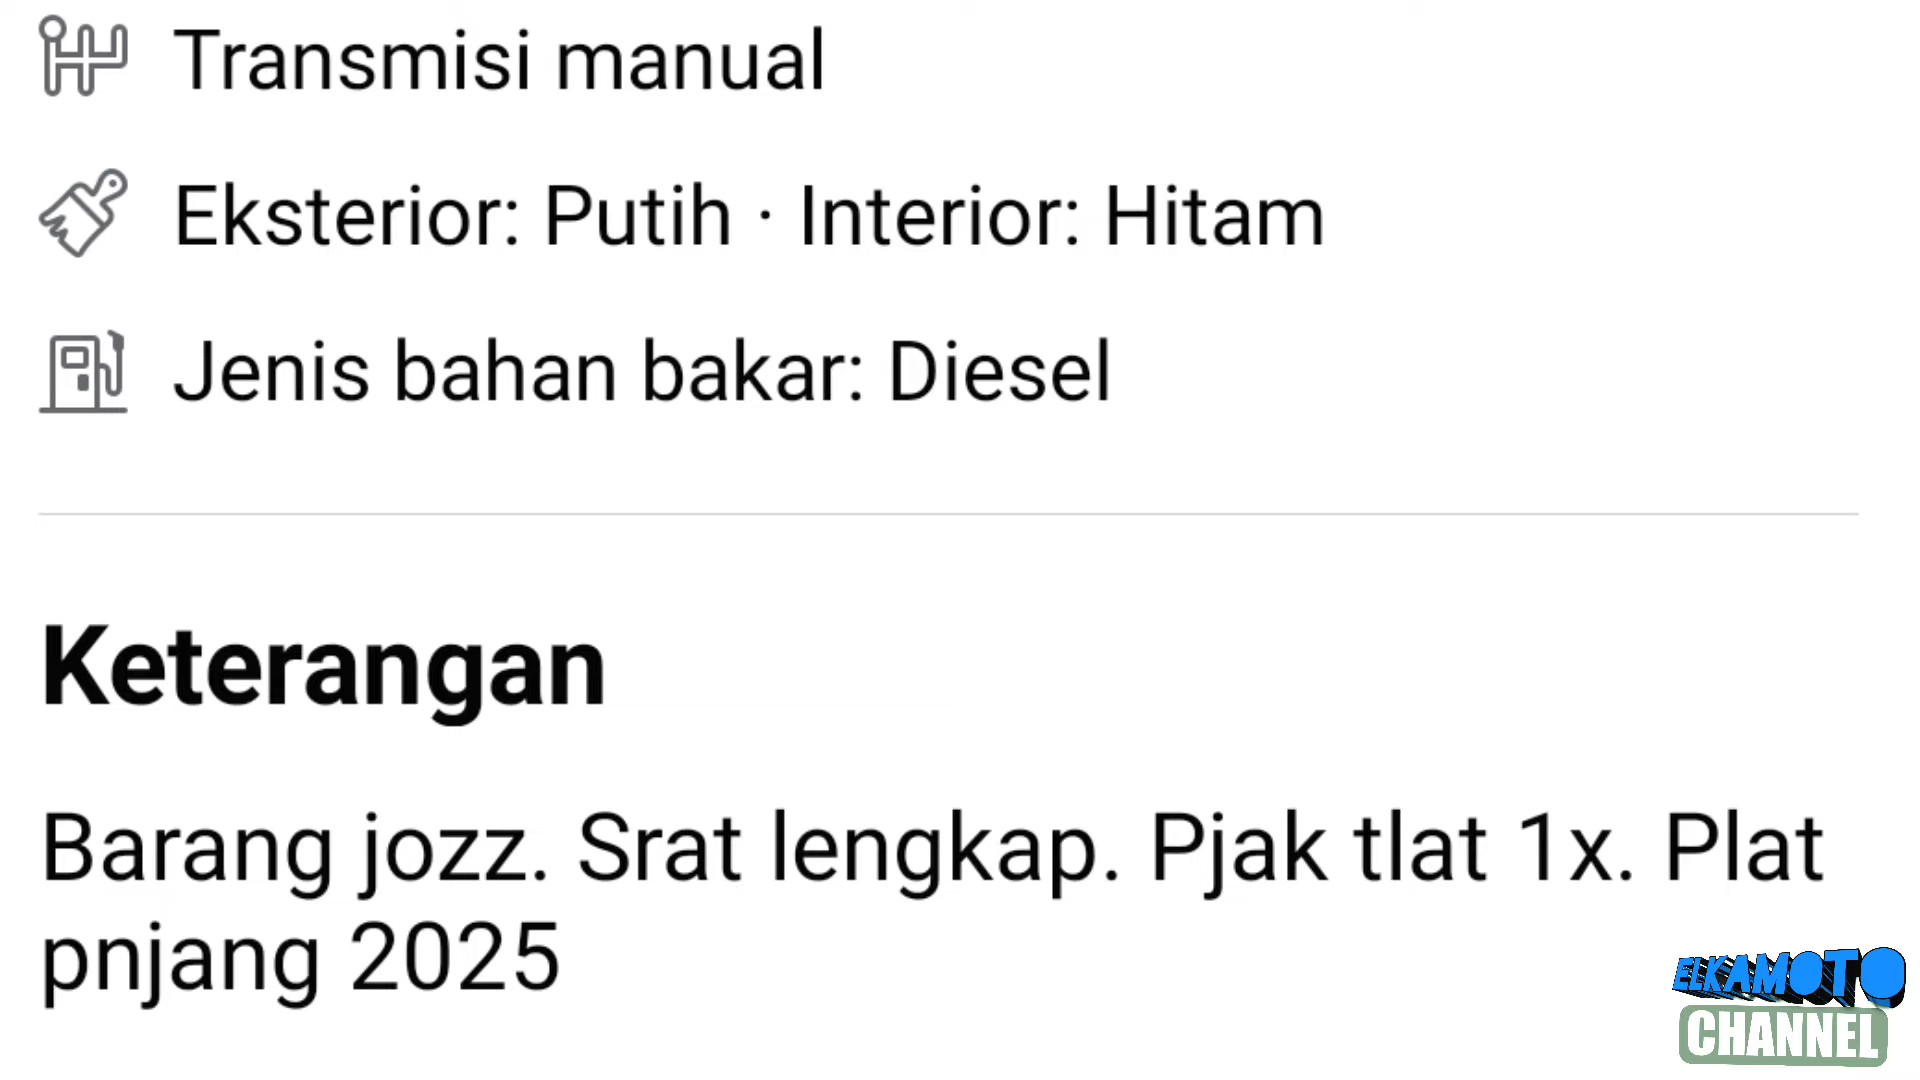 Transmisi manual
Eksterior: Putih · Interior: Hitam
Jenis bahan bakar: Diesel
Keterangan
Barang jozz. Srat lengkap. Pjak tlat 1x. Plat
pnjang 2025
ELKAMOTO
CHANNEL